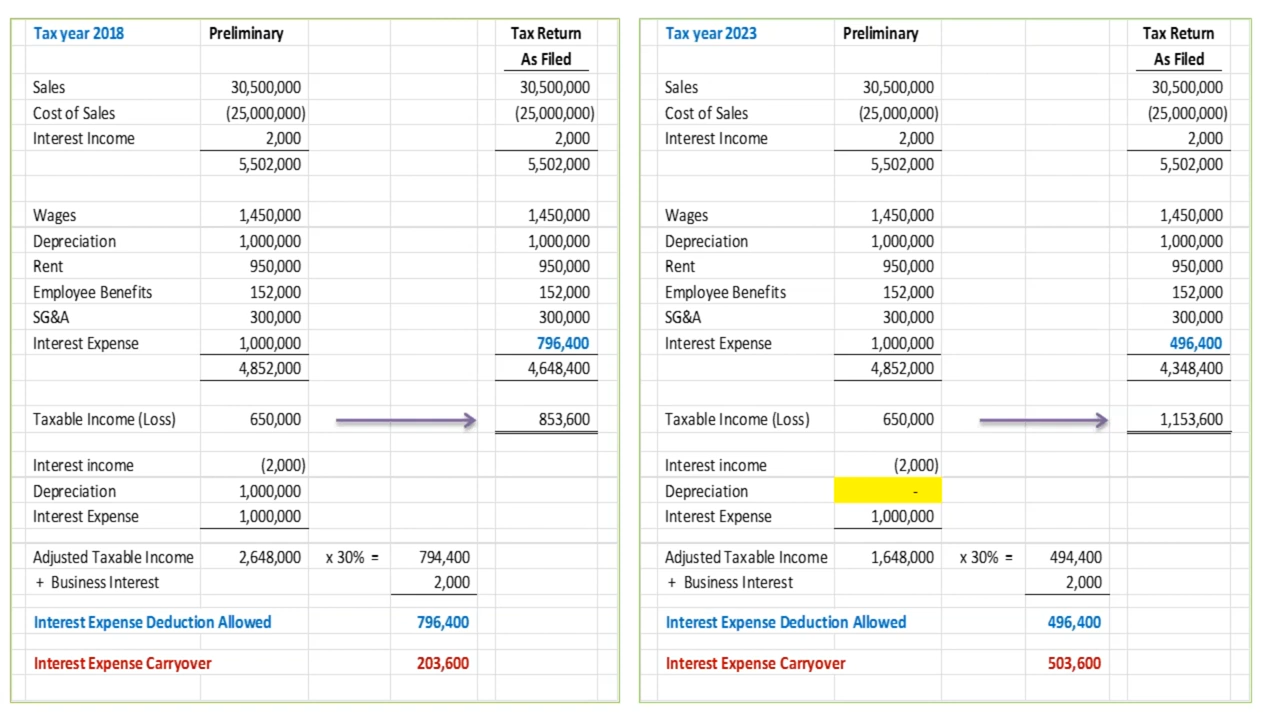 Tax year 2018 Preliminary Tax Return
As Filed
Sales 30,500,000 30,500,000
Cost of Sales (25,000,000) (25,000,000)
Interest Income 2,000 2,000
5,502,000 5,502,000
Wages 1,450,000 1,450,000
Depreciation 1,000,000 1,000,000
Rent 950,000 950,000
Employee Benefits 152,000 152,000
SG&A 300,000 300,000
Interest Expense 1,000,000 796,400
4,852,000 4,648,400
Taxable Income (Loss) 650,000 853,600
Interest income (2,000)
Depreciation 1,000,000
Interest Expense 1,000,000
Adjusted Taxable Income 2,648,000 x 30% = 794,400
+ Business Interest 2,000
Interest Expense Deduction Allowed 796,400
Interest Expense Carryover 203,600
Tax year 2023 Preliminary Tax Return
As Filed
Sales 30,500,000 30,500,000
Cost of Sales (25,000,000) (25,000,000)
Interest Income 2,000 2,000
5,502,000 5,502,000
Wages 1,450,000 1,450,000
Depreciation 1,000,000 1,000,000
Rent 950,000 950,000
Employee Benefits 152,000 152,000
SG&A 300,000 300,000
Interest Expense 1,000,000 496,400
4,852,000 4,348,400
Taxable Income (Loss) 650,000 1,153,600
Interest income (2,000)
Depreciation -
Interest Expense 1,000,000
Adjusted Taxable Income 1,648,000 x 30% = 494,400
+ Business Interest 2,000
Interest Expense Deduction Allowed 496,400
Interest Expense Carryover 503,600